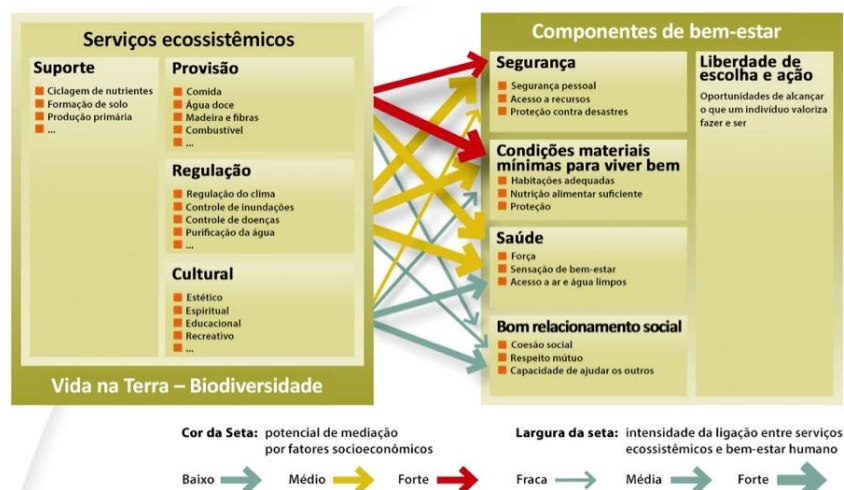 Serviços ecossistêmicos
Suporte
Ciclagem de nutrientes
Formação de solo
Produção primária
...
Provisão
Comida
Água doce
Madeira e fibras
Combustível
...
Regulação
Regulação do clima
Controle de inundações
Controle de doenças
Purificação da água
...
Cultural
Estético
Espiritual
Educacional
Recreativo
...
Vida na Terra – Biodiversidade
Componentes de bem-estar
Segurança
Segurança pessoal
Acesso a recursos
Proteção contra desastres
Condições materiais
mínimas para viver bem
Habitações adequadas
Nutrição alimentar suficiente
Proteção
Saúde
Força
Sensação de bem-estar
Acesso a ar e água limpos
Bom relacionamento social
Coesão social
Respeito mútuo
Capacidade de ajudar os outros
Liberdade de
escolha e ação
Oportunidades de alcançar
o que um indivíduo valoriza
fazer e ser
Cor da Seta: potencial de mediação
por fatores socioeconômicos
Baixo Médio Forte
Largura da seta: intensidade da ligação entre serviços
ecossistêmicos e bem-estar humano
Fraca Média Forte